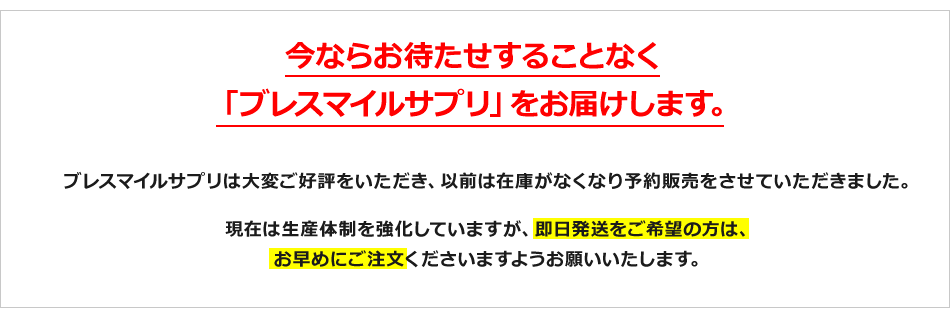 今ならお待たせすることなく
「ブレスマイルサプリ」をお届けします。
ブレスマイルサプリは大変ご好評をいただき、以前は在庫がなくなり予約販売をさせていただきました。
現在は生産体制を強化していますが、即日発送をご希望の方は、
お早めにご注文くださいますようお願いいたします。